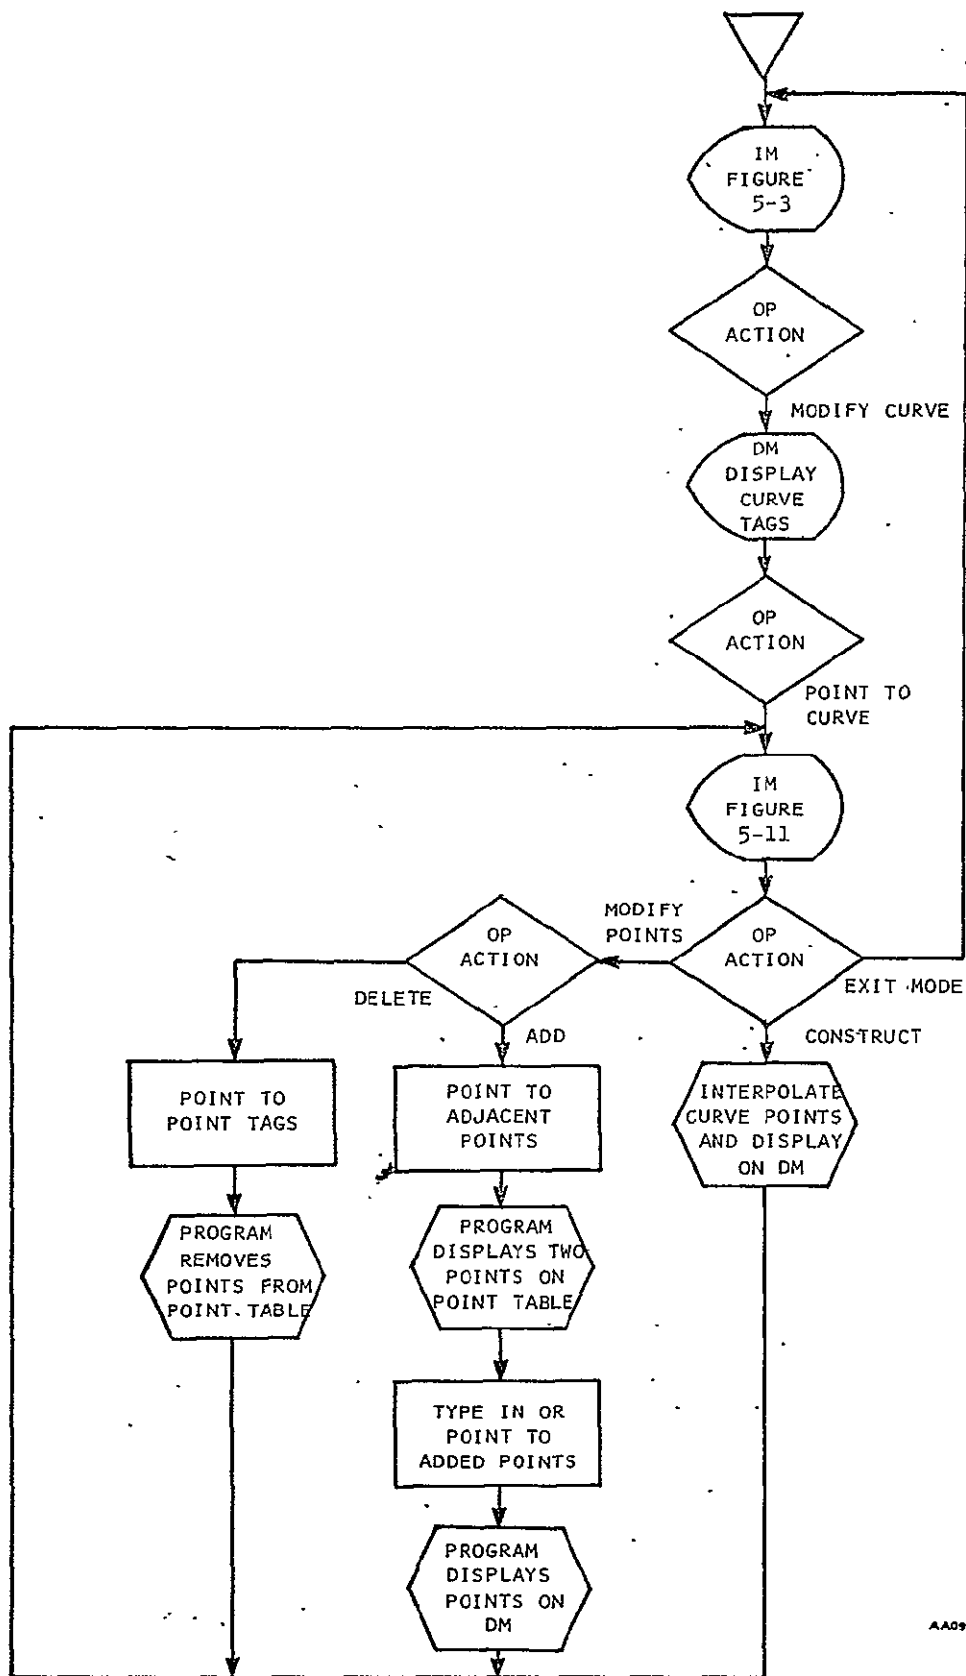 IM
FIGURE
5-3
OP
ACTION
MODIFY CURVE
DM
DISPLAY
CURVE
TAGS
OP
ACTION
POINT TO
CURVE
IM
FIGURE
5-11
OP
ACTION
MODIFY
POINTS
OP
ACTION
EXIT MODE
DELETE
ADD
CONSTRUCT
POINT TO
POINT TAGS
POINT TO
ADJACENT
POINTS
INTERPOLATE
CURVE POINTS
AND DISPLAY
ON DM
PROGRAM
REMOVES
POINTS FROM
POINT TABLE
PROGRAM
DISPLAYS TWO
POINTS ON
POINT TABLE
TYPE IN OR
POINT TO
ADDED POINTS
PROGRAM
DISPLAYS
POINTS ON
DM
AA09